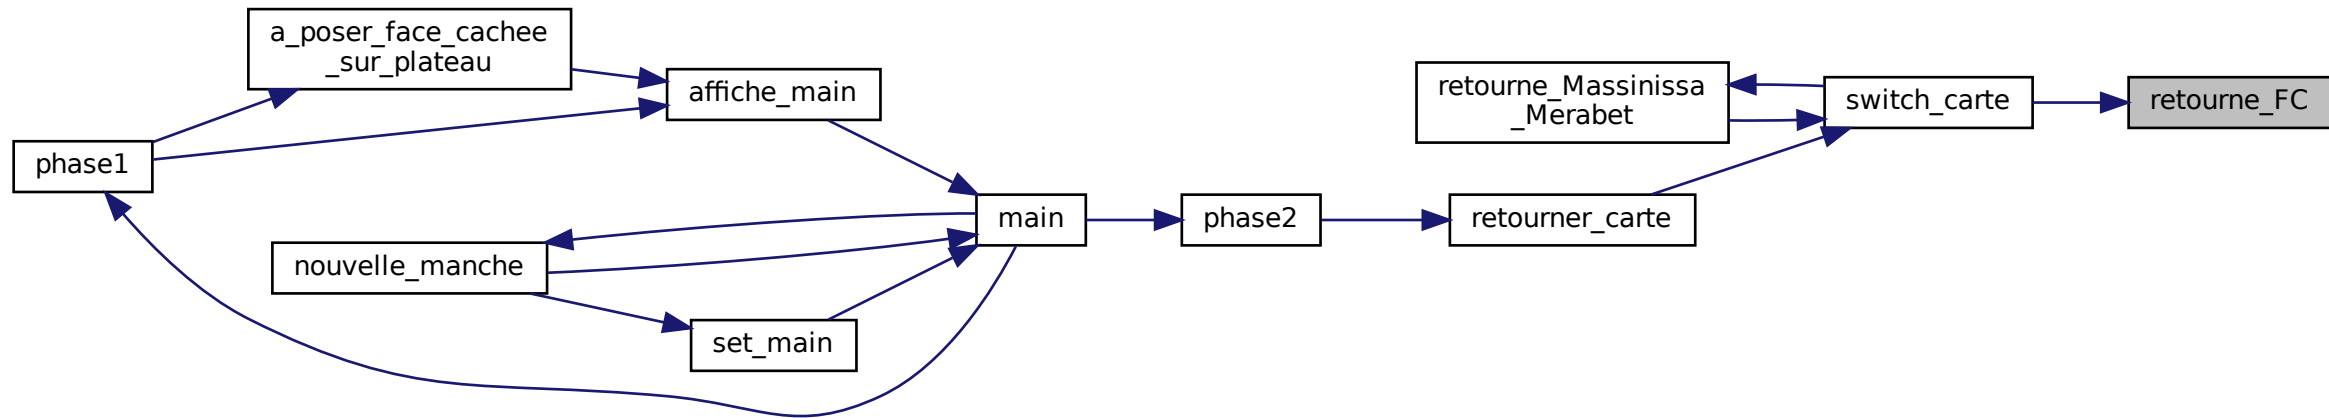 a_poser_face_cachee
_sur_plateau
affiche_main
phase1
nouvelle_manche
set_main
main
phase2
retourne_Massinissa
_Merabet
retourner_carte
switch_carte
retourne_FC